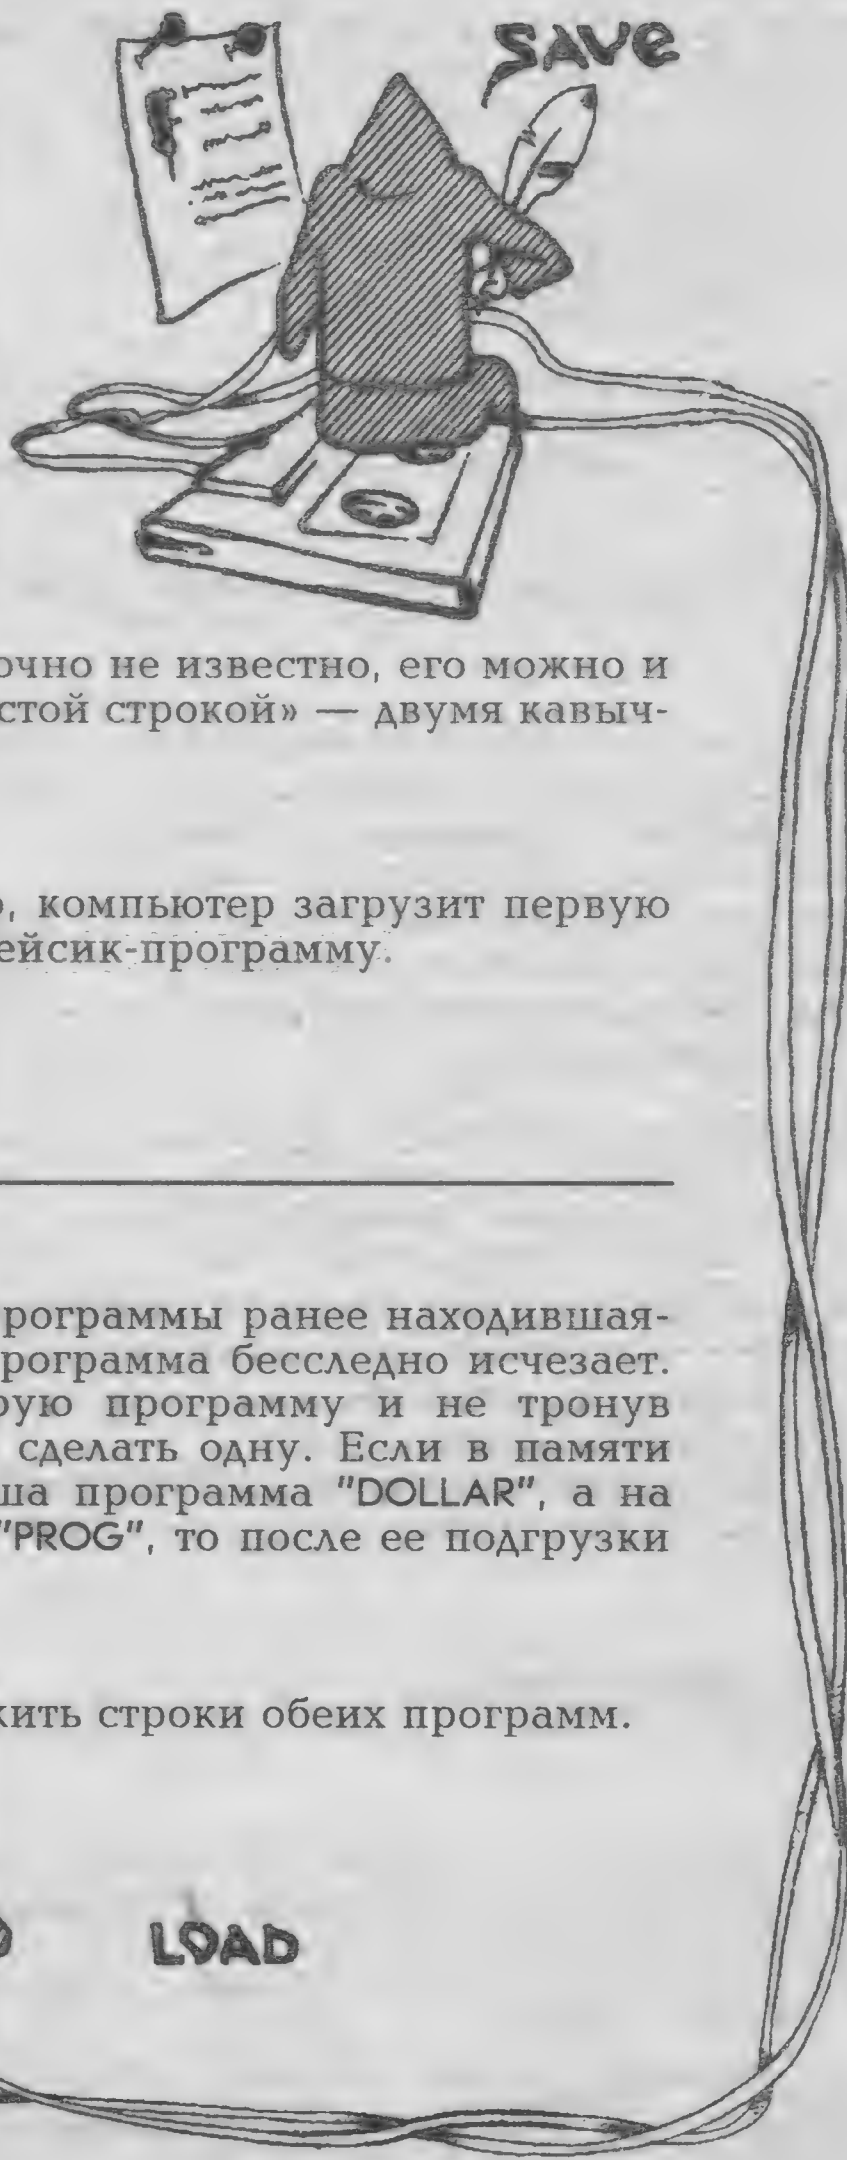 SAVE
очно не известно, его можно и
стой строкой» — двумя кавыч-
, компьютер загрузит первую
ейсик-программу.
рограммы ранее находившая-
рограмма бесследно исчезает.
рую программу и не тронув
сделать одну. Если в памяти
ша программа "DOLLAR", а на
"PROG", то после ее подгрузки
жить строки обеих программ.
LOAD